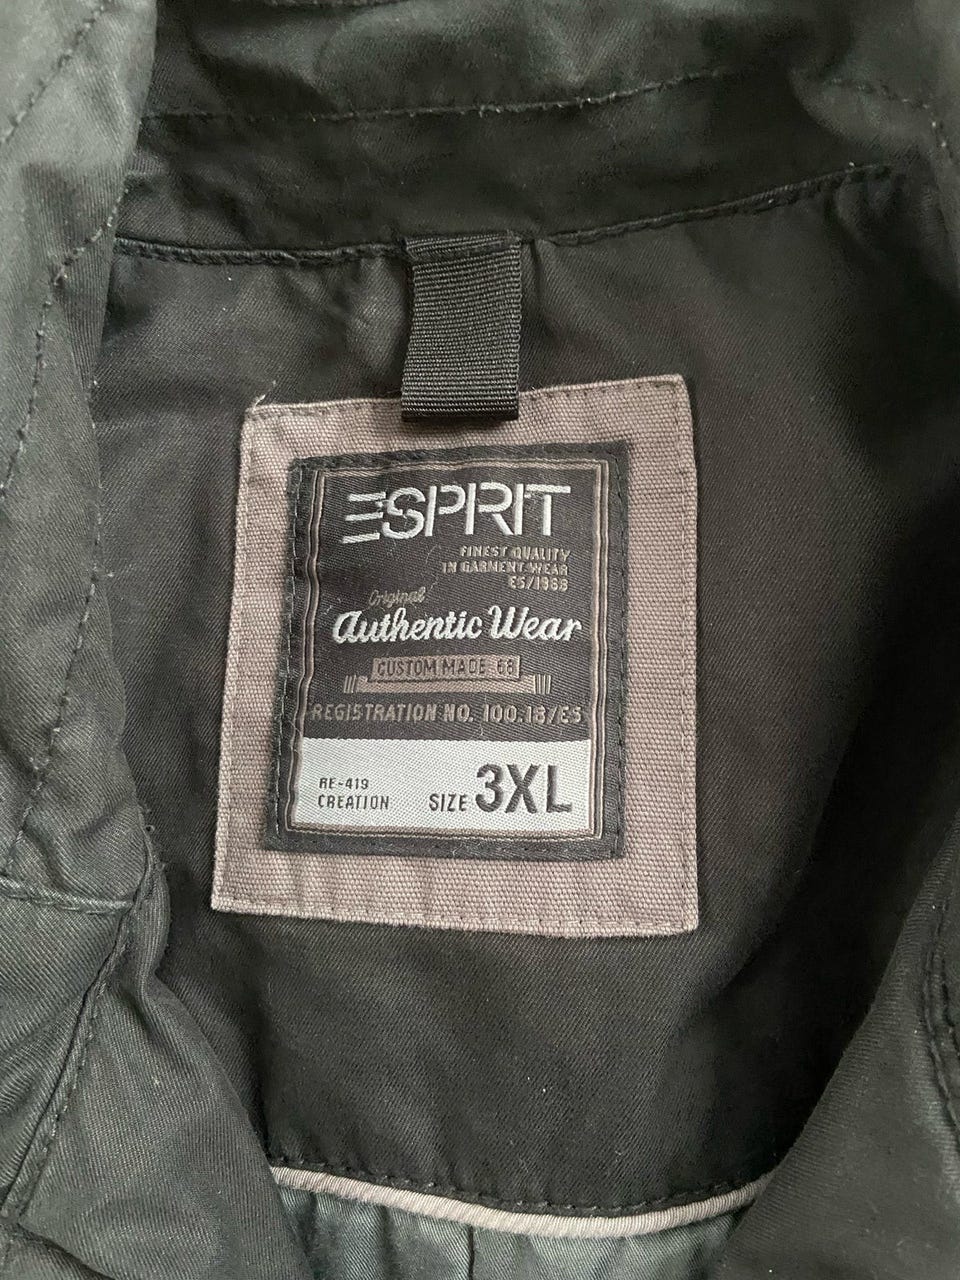 ESPRIT
FINEST QUALITY
IN GARMENT WEAR
ES/1968
Original
Authentic Wear
CUSTOM MADE 68
REGISTRATION NO. 100.18/ES
RE-419
CREATION SIZE 3XL